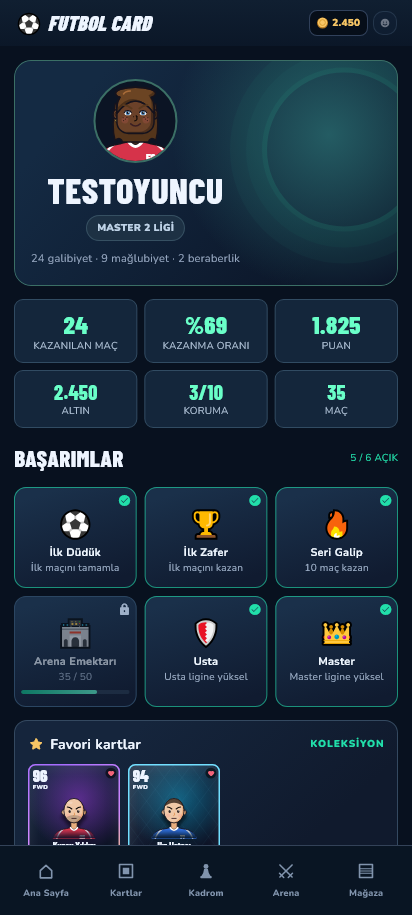 FUTBOL CARD
2.450
TESTOYUNCU
MASTER 2 LİGİ
24 galibiyet · 9 mağlubiyet · 2 beraberlik
24
KAZANILAN MAÇ
%69
KAZANMA ORANI
1.825
PUAN
2.450
ALTIN
3/10
KORUMA
35
MAÇ
BAŞARIMLAR
5 / 6 AÇIK
İlk Düdük
İlk maçını tamamla
İlk Zafer
İlk maçını kazan
Seri Galip
10 maç kazan
Arena Emektarı
35 / 50
Usta
Usta ligine yüksel
Master
Master ligine yüksel
Favori kartlar
KOLEKSİYON
96
FWD
94
FWD
Ana Sayfa
Kartlar
Kadrom
Arena
Mağaza